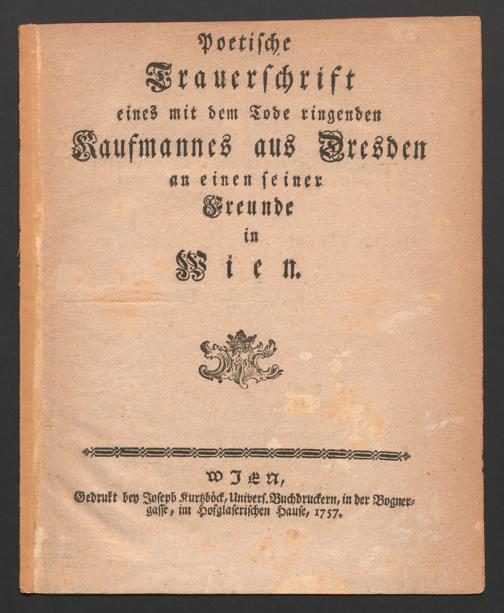 Poetische
Trauerschrift
eines mit dem Tode ringenden
Kaufmannes aus Dresden
an einen seiner
Freunde
in
Wien.
WIEN,
Gedrukt bey Joseph Kurtzböck, Univers. Buchdruckern, in der Bogner-
gasse, im Hofglaserischen Hause, 1757.